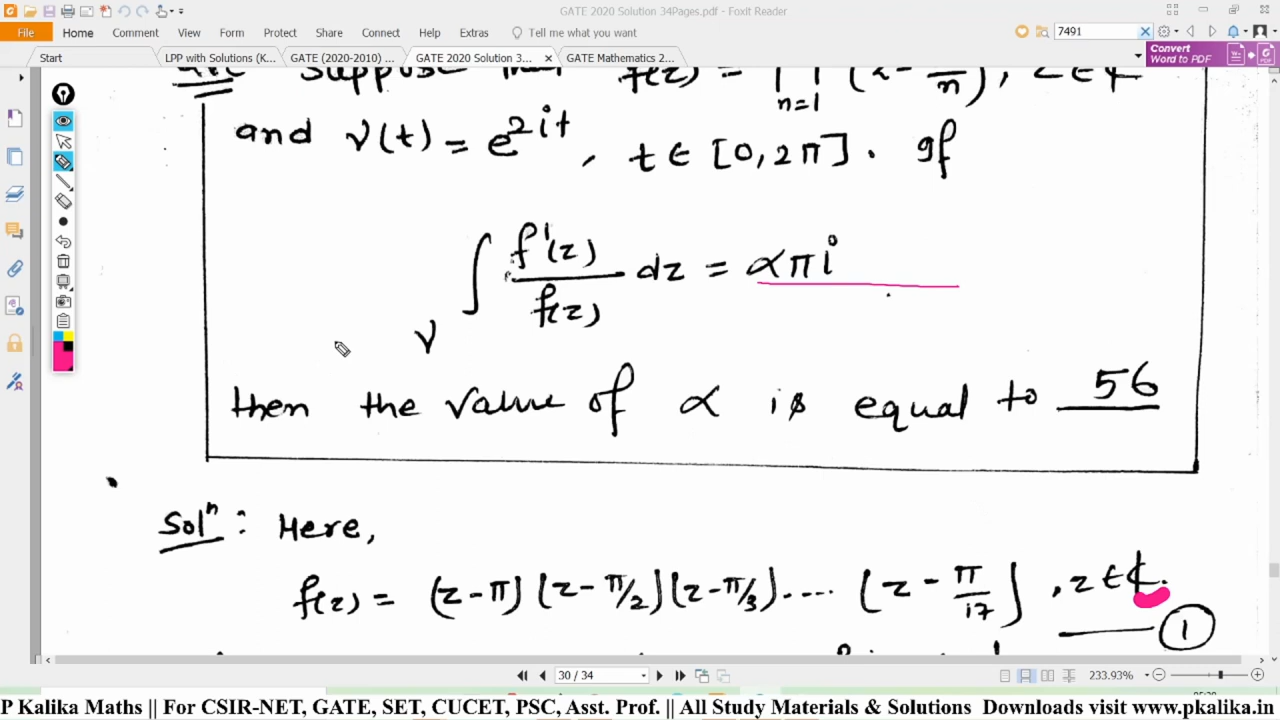 GATE 2020 Solution 34Pages.pdf - Foxit Reader
File Home Comment View Form Protect Share Connect Help Extras Tell me what you want... 7491
Start LPP with Solutions (K... GATE (2020-2010) ... GATE 2020 Solution 3... × GATE Mathematics 2... Convert Word to PDF
Suppose f(z) = n=1 (z - π/n), z ∈ ℂ
and γ(t) = e^{2it}, t ∈ [0, 2π]. If
∫_γ f'(z)/f(z) dz = απi
then the value of α is equal to 56
Solⁿ: Here,
f(z) = (z-π)(z-π/2)(z-π/3)..... (z - π/17), z ∈ ℂ. ① 
30 / 34 233.93%
P Kalika Maths || For CSIR-NET, GATE, SET, CUCET, PSC, Asst. Prof. || All Study Materials & Solutions Downloads visit www.pkalika.in